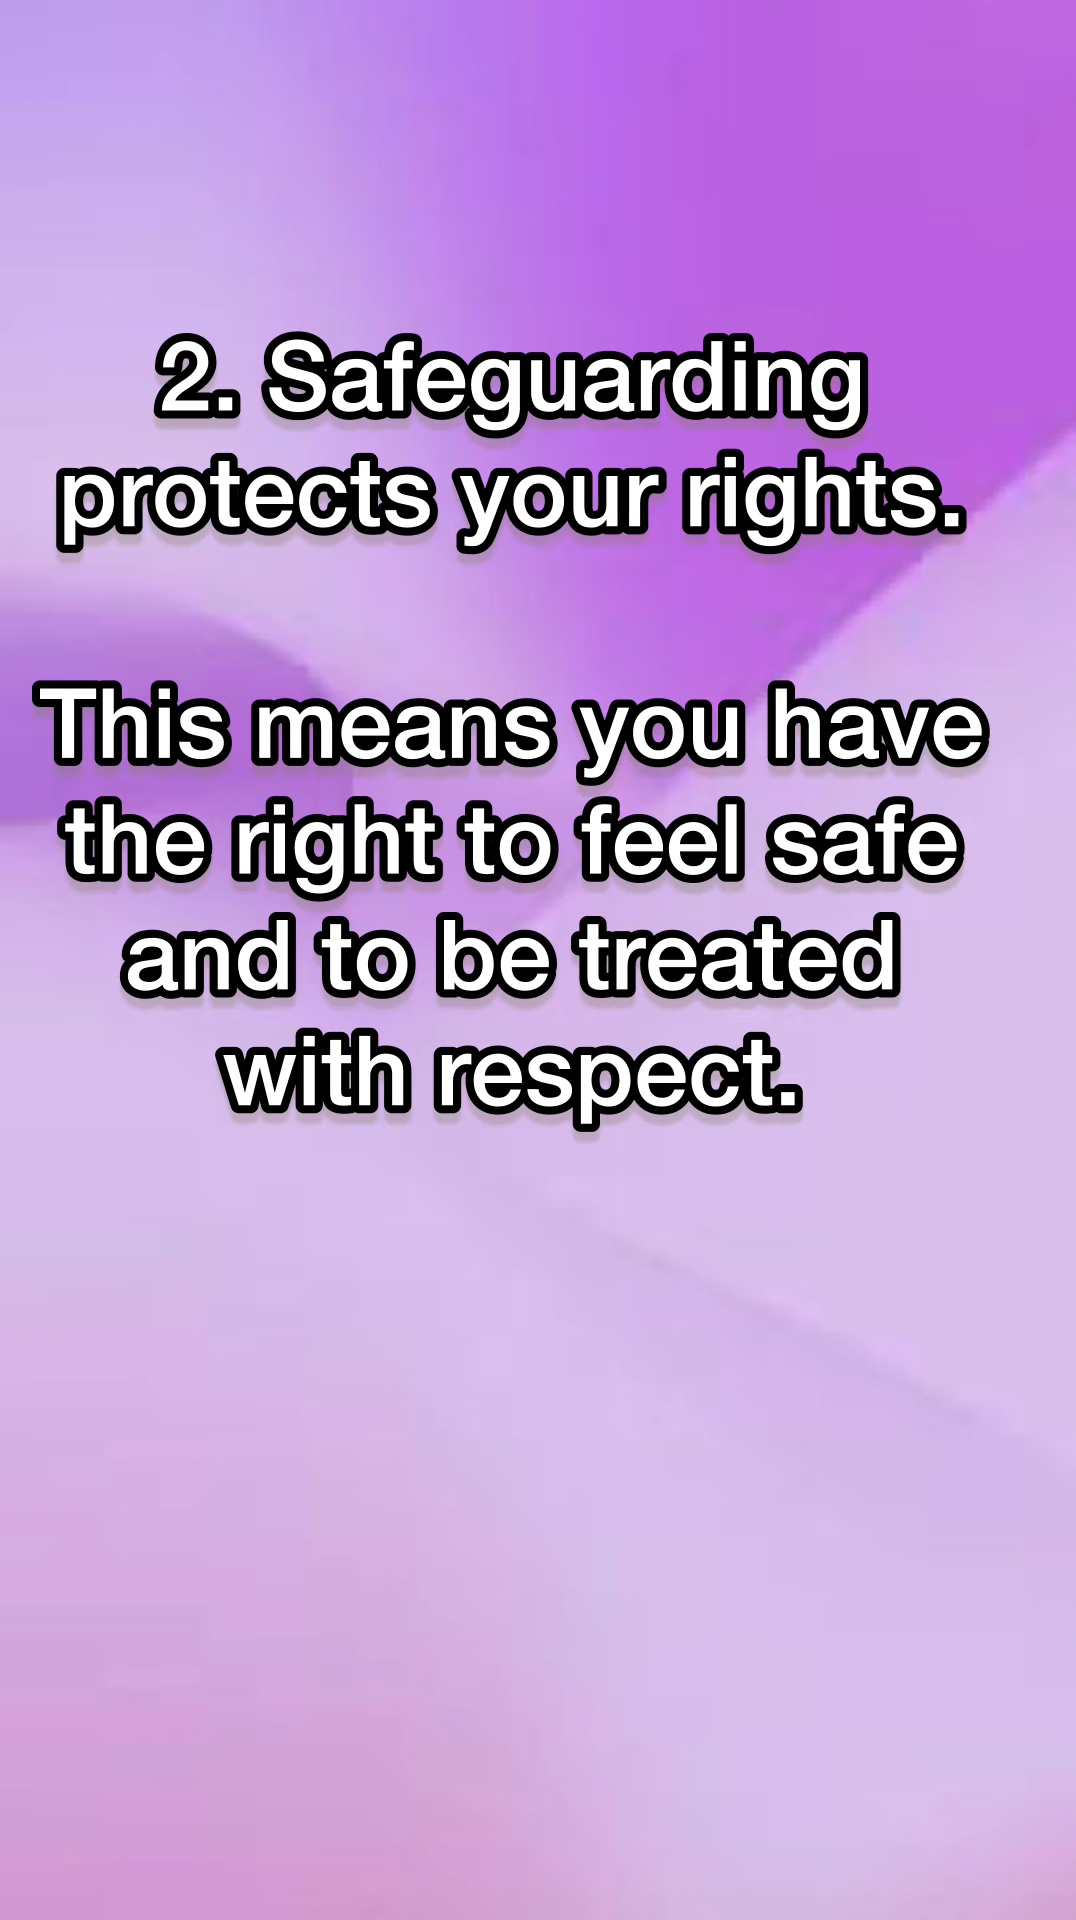 2. Safeguarding
protects your rights.
This means you have
the right to feel safe
and to be treated
with respect.